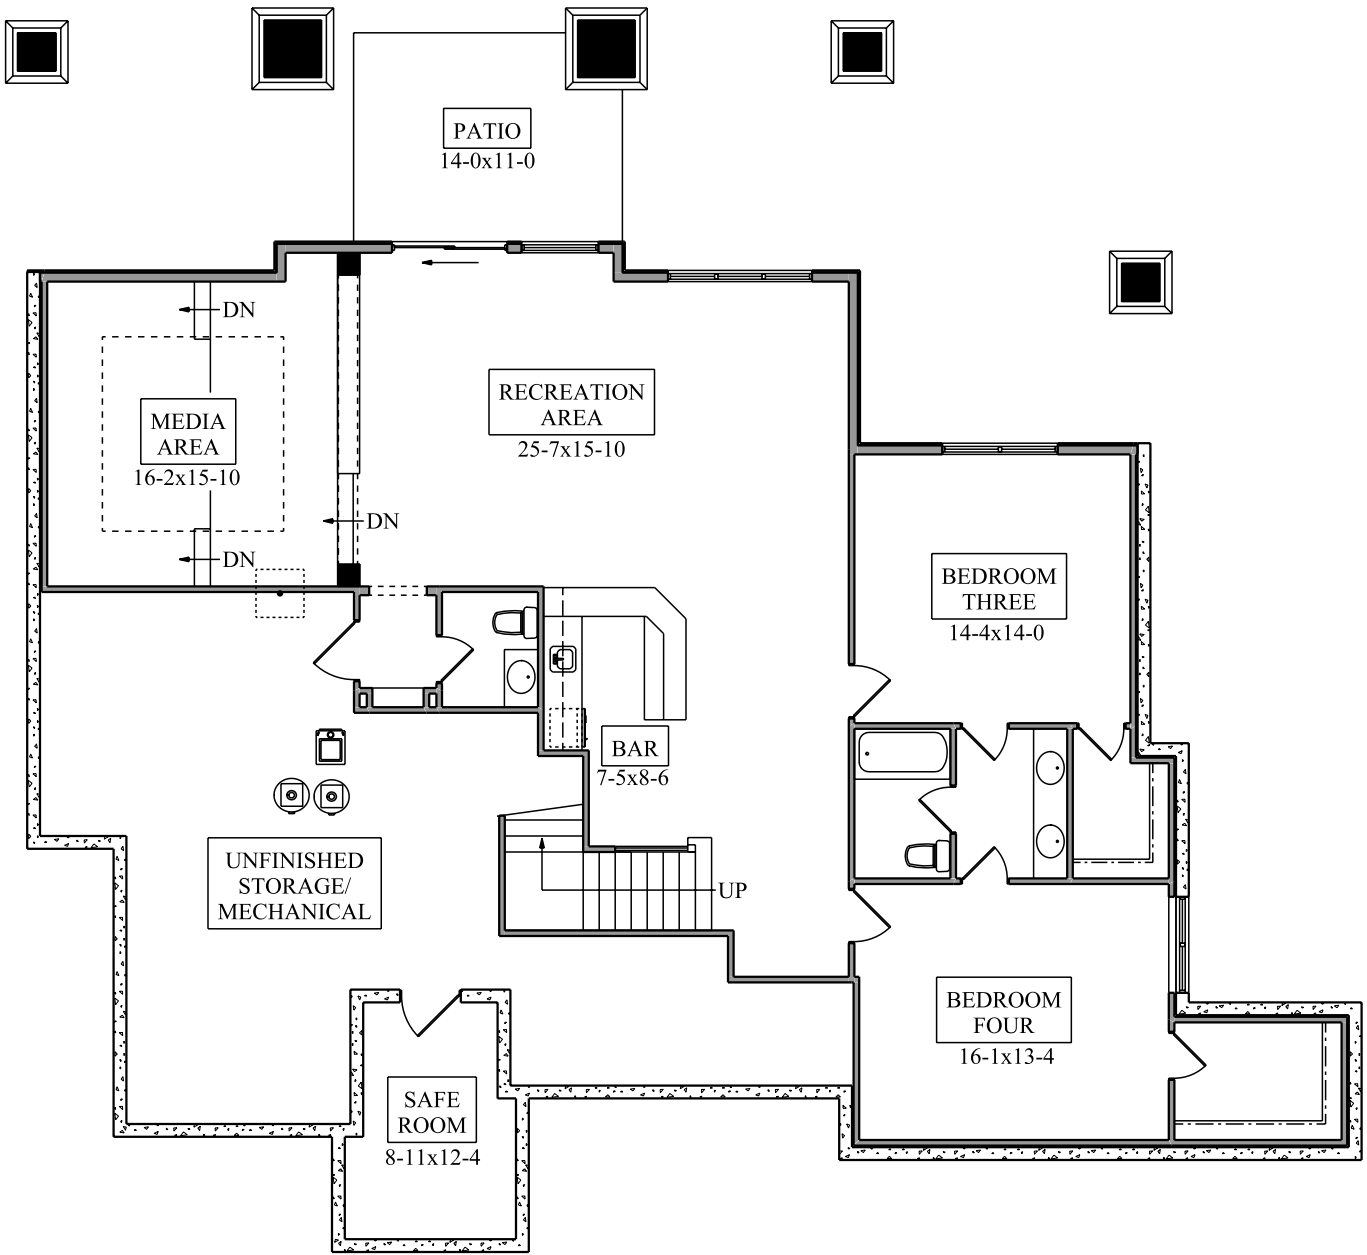 PATIO
14-0x11-0
DN
MEDIA
AREA
16-2x15-10
DN
RECREATION
AREA
25-7x15-10
DN
BEDROOM
THREE
14-4x14-0
BAR
7-5x8-6
UNFINISHED
STORAGE/
MECHANICAL
UP
BEDROOM
FOUR
16-1x13-4
SAFE
ROOM
8-11x12-4